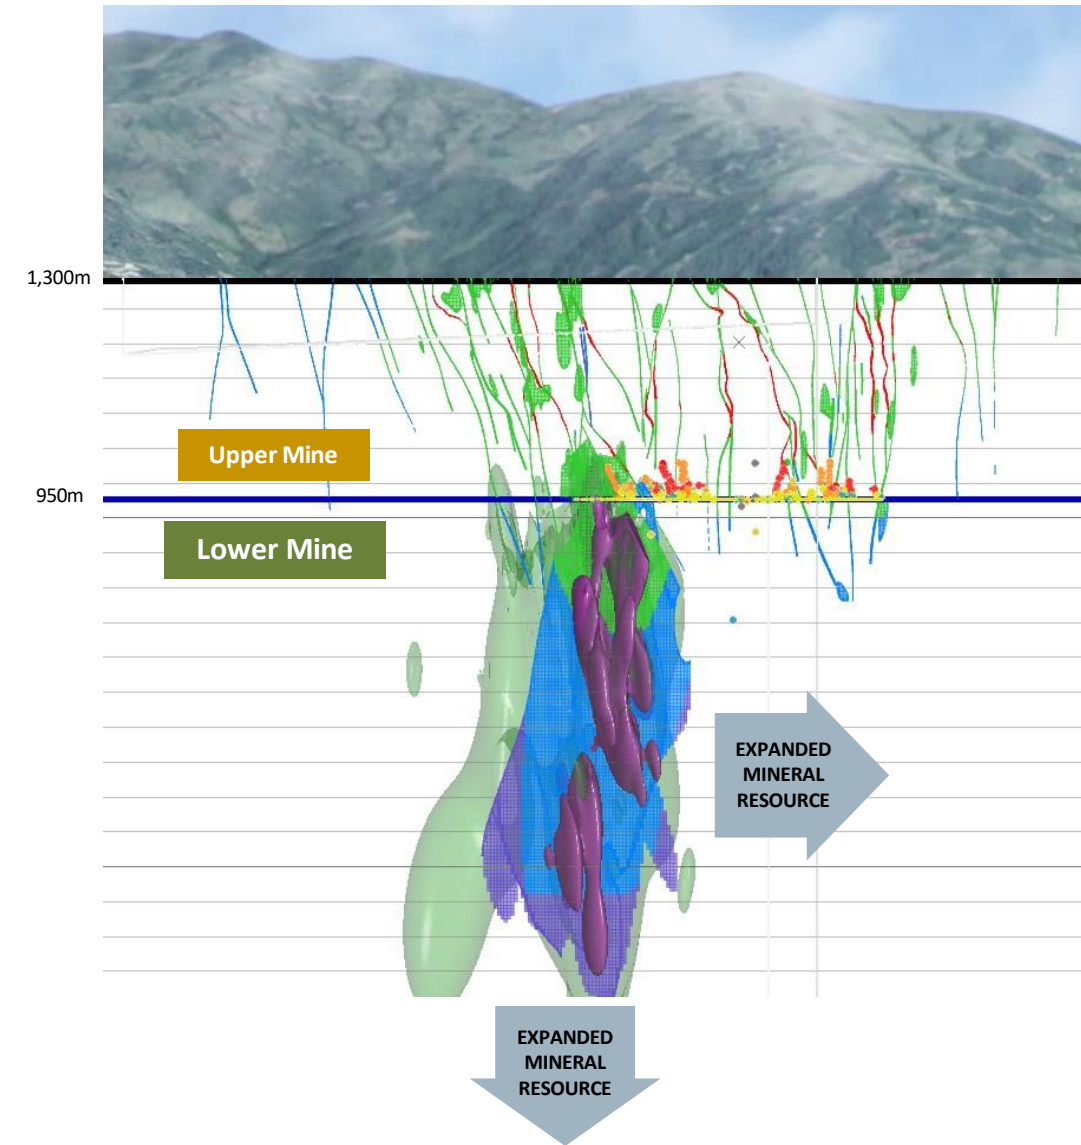 1,300m
Upper Mine
950m
Lower Mine
EXPANDED
MINERAL
RESOURCE
EXPANDED
MINERAL
RESOURCE